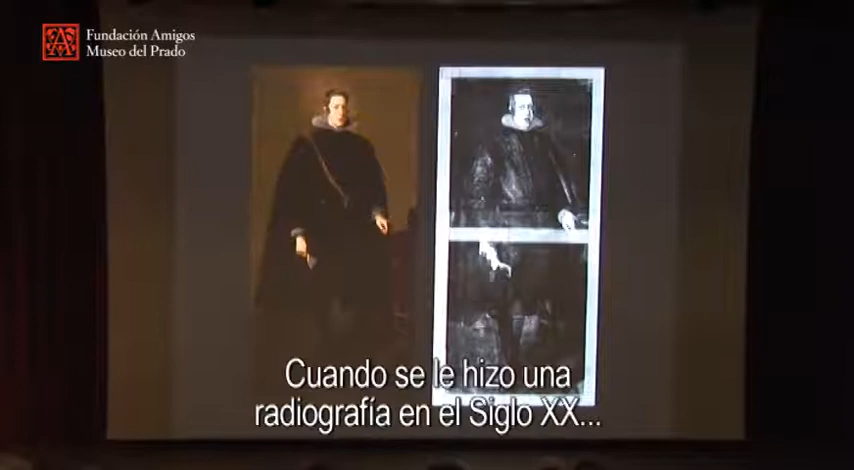 Fundación Amigos
Museo del Prado
Cuando se le hizo una
radiografía en el Siglo XX...